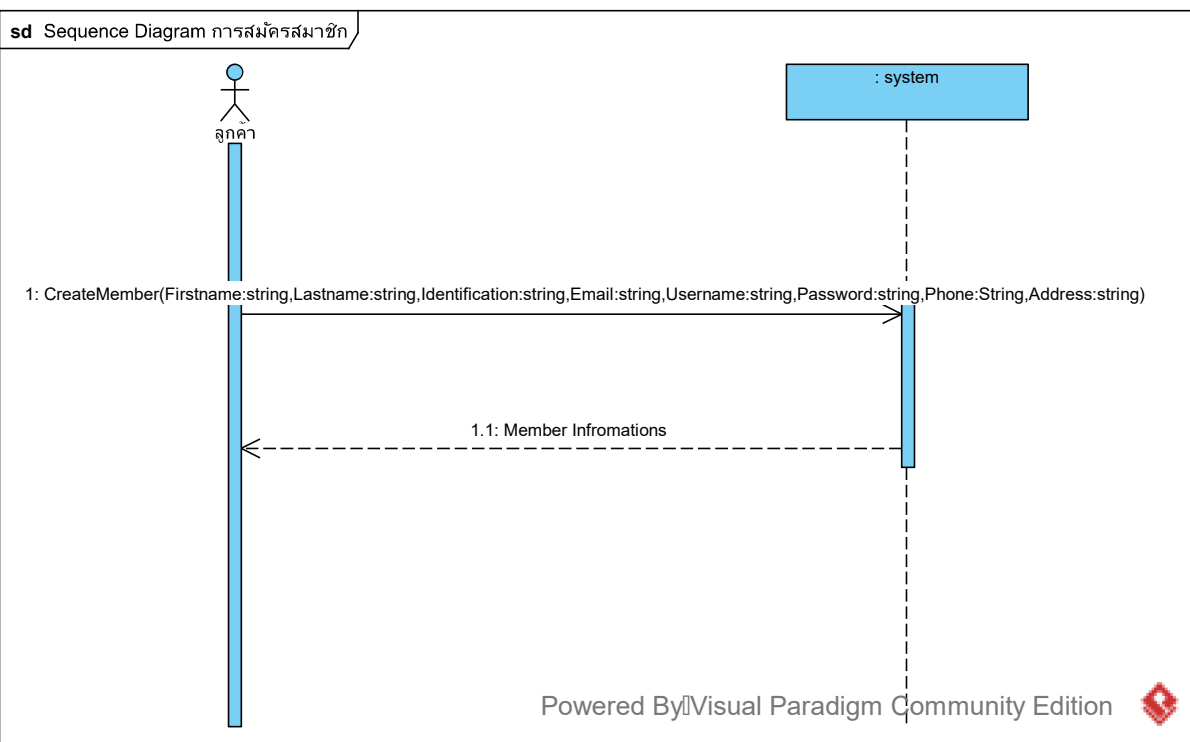 sd Sequence Diagram การสมัครสมาชิก
ลูกค้า
: system
1: CreateMember(Firstname:string,Lastname:string,Identification:string,Email:string,Username:string,Password:string,Phone:String,Address:string)
1.1: Member Infromations
Powered By Visual Paradigm Community Edition